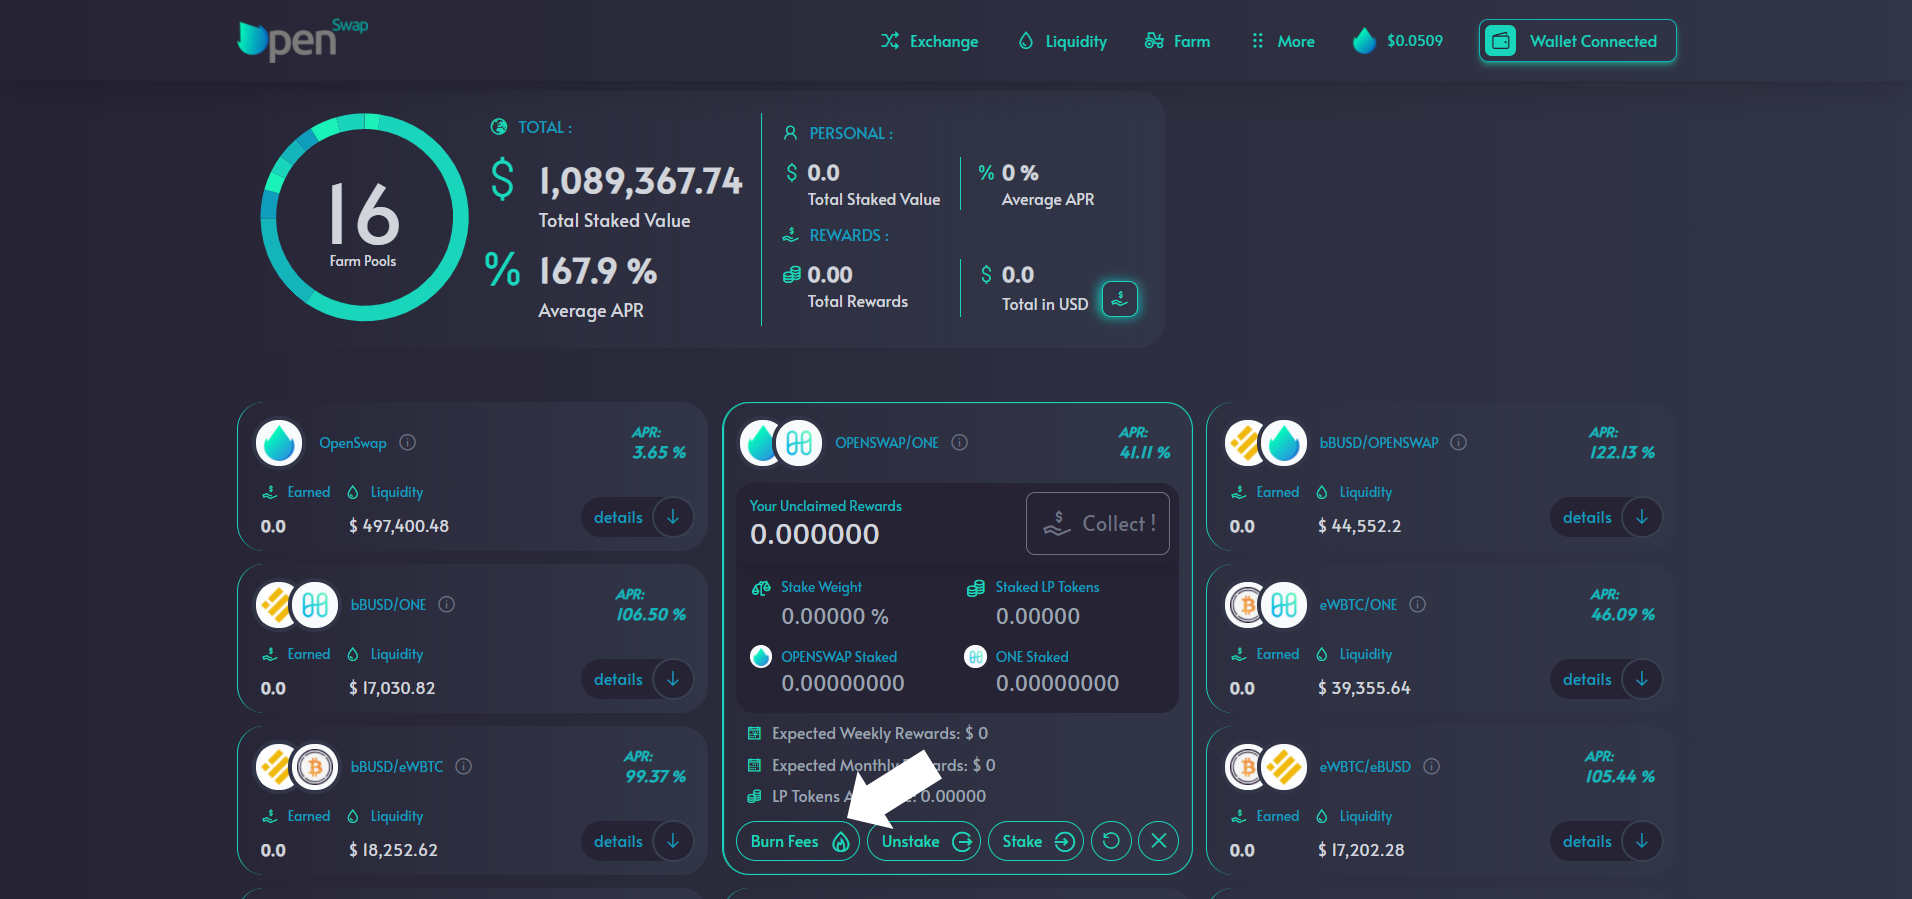 Open Swap
Exchange
Liquidity
Farm
More
$0.0509
Wallet Connected
16
Farm Pools
TOTAL :
$ 1,089,367.74
Total Staked Value
% 167.9 %
Average APR
PERSONAL :
$ 0.0
Total Staked Value
% 0 %
Average APR
REWARDS :
0.00
Total Rewards
$ 0.0
Total in USD
OpenSwap
APR:
3.65 %
Earned
Liquidity
0.0
$ 497,400.48
details
bBUSD/ONE
APR:
106.50 %
Earned
Liquidity
0.0
$ 17,030.82
details
bBUSD/eWBTC
APR:
99.37 %
Earned
Liquidity
0.0
$ 18,252.62
details
OPENSWAP/ONE
APR:
41.11 %
Your Unclaimed Rewards
0.000000
Collect !
Stake Weight
0.00000 %
Staked LP Tokens
0.00000
OPENSWAP Staked
0.00000000
ONE Staked
0.00000000
Expected Weekly Rewards: $ 0
Expected Monthly ards: $ 0
LP Tokens A : 0.00000
Burn Fees
Unstake
Stake
bBUSD/OPENSWAP
APR:
122.13 %
Earned
Liquidity
0.0
$ 44,552.2
details
eWBTC/ONE
APR:
46.09 %
Earned
Liquidity
0.0
$ 39,355.64
details
eWBTC/eBUSD
APR:
105.44 %
Earned
Liquidity
0.0
$ 17,202.28
details